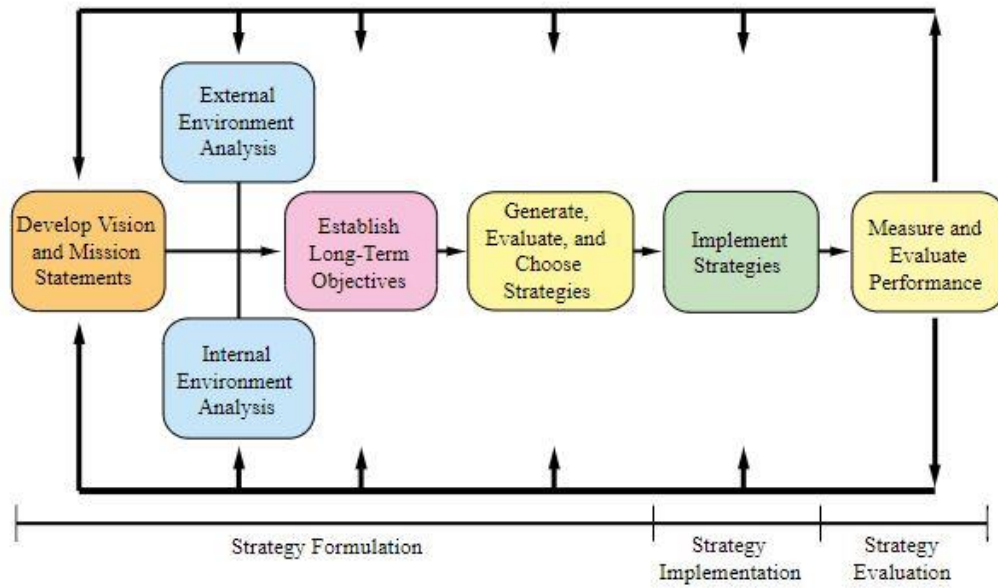 External
Environment
Analysis
Develop Vision
and Mission
Statements
Establish
Long-Term
Objectives
Generate,
Evaluate, and
Choose
Strategies
Implement
Strategies
Measure and
Evaluate
Performance
Internal
Environment
Analysis
Strategy Formulation
Strategy
Implementation
Strategy
Evaluation